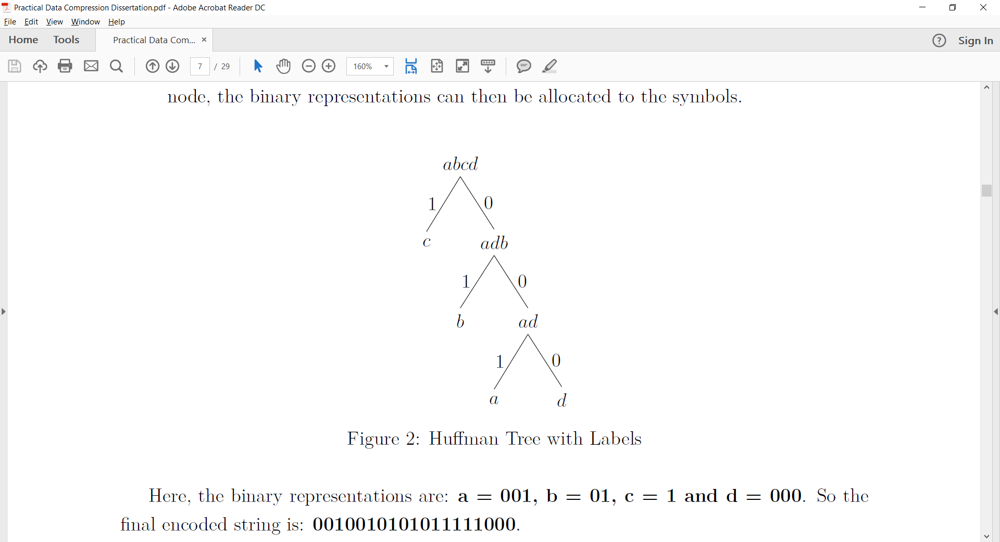 Practical Data Compression Dissertation.pdf - Adobe Acrobat Reader DC
File Edit View Window Help
Home Tools Practical Data Com... × ? Sign In
7 / 29 160%
node, the binary representations can then be allocated to the symbols.
abcd
1 0
c adb
1 0
b ad
1 0
a d
Figure 2: Huffman Tree with Labels
Here, the binary representations are: a = 001, b = 01, c = 1 and d = 000. So the
final encoded string is: 0010010101011111000.